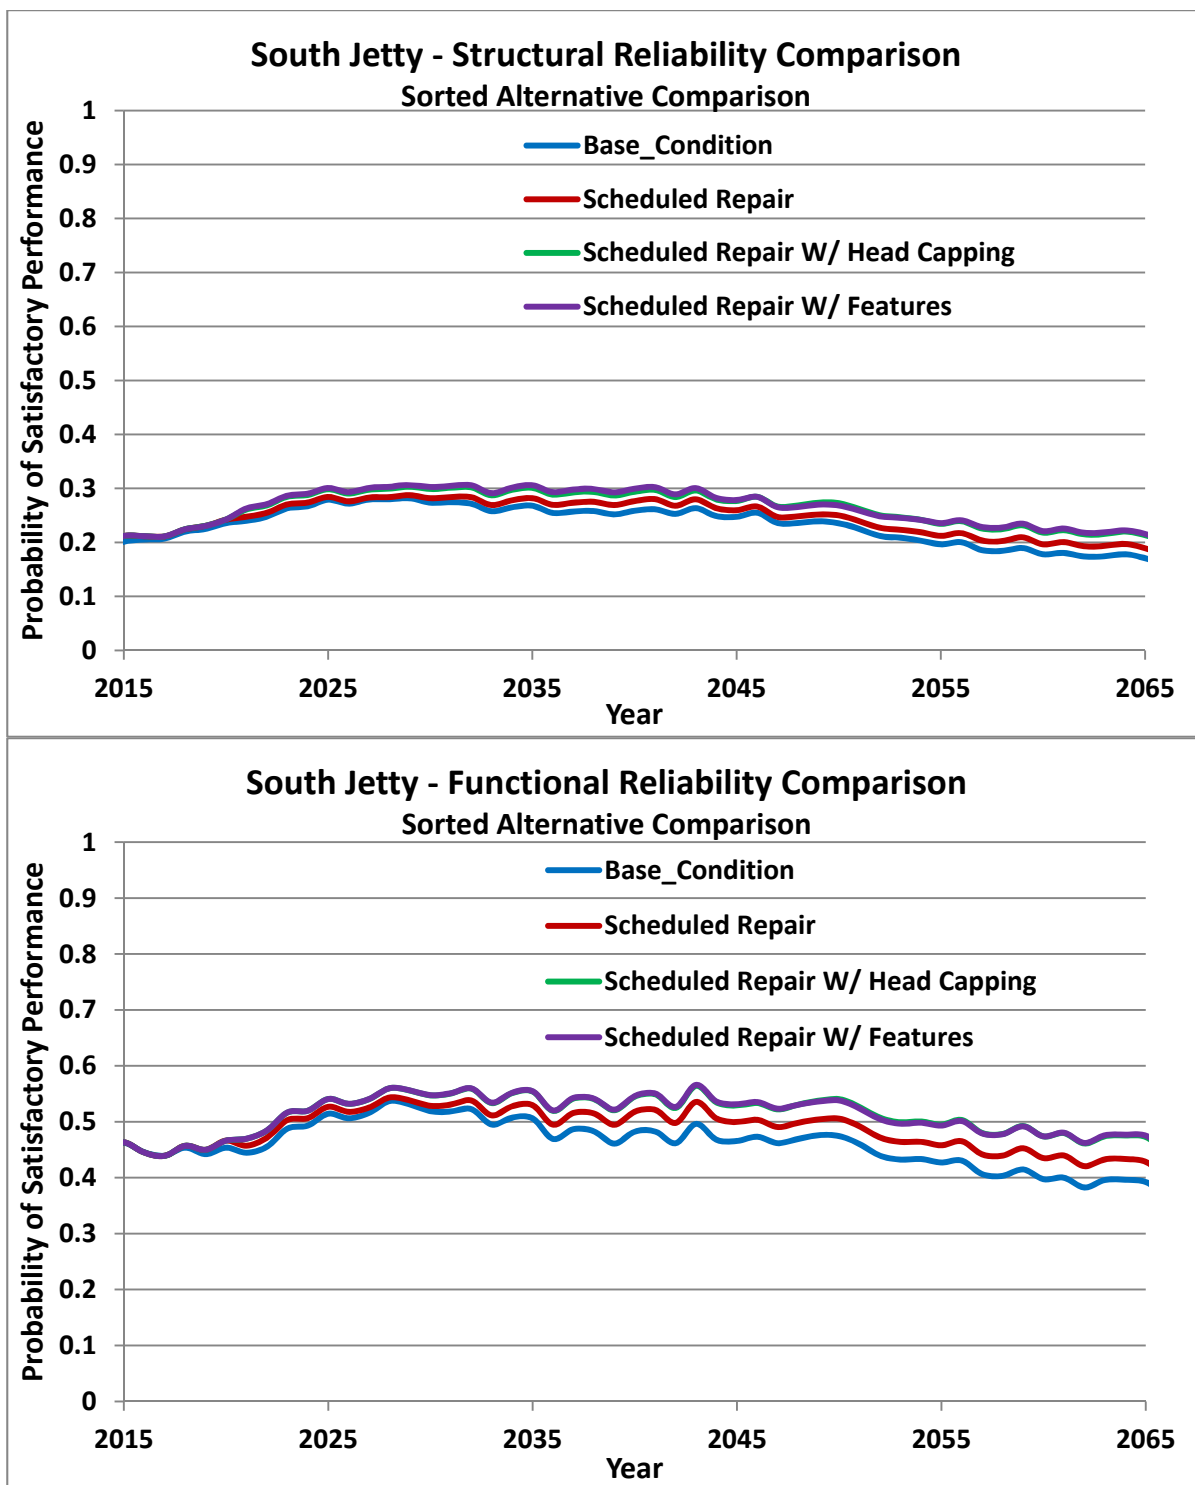 South Jetty - Structural Reliability Comparison
Sorted Alternative Comparison
Probability of Satisfactory Performance
1
0.9
0.8
0.7
0.6
0.5
0.4
0.3
0.2
0.1
0
Base_Condition
Scheduled Repair
Scheduled Repair W/ Head Capping
Scheduled Repair W/ Features
2015 2025 2035 2045 2055 2065
Year
South Jetty - Functional Reliability Comparison
Sorted Alternative Comparison
Probability of Satisfactory Performance
1
0.9
0.8
0.7
0.6
0.5
0.4
0.3
0.2
0.1
0
Base_Condition
Scheduled Repair
Scheduled Repair W/ Head Capping
Scheduled Repair W/ Features
2015 2025 2035 2045 2055 2065
Year